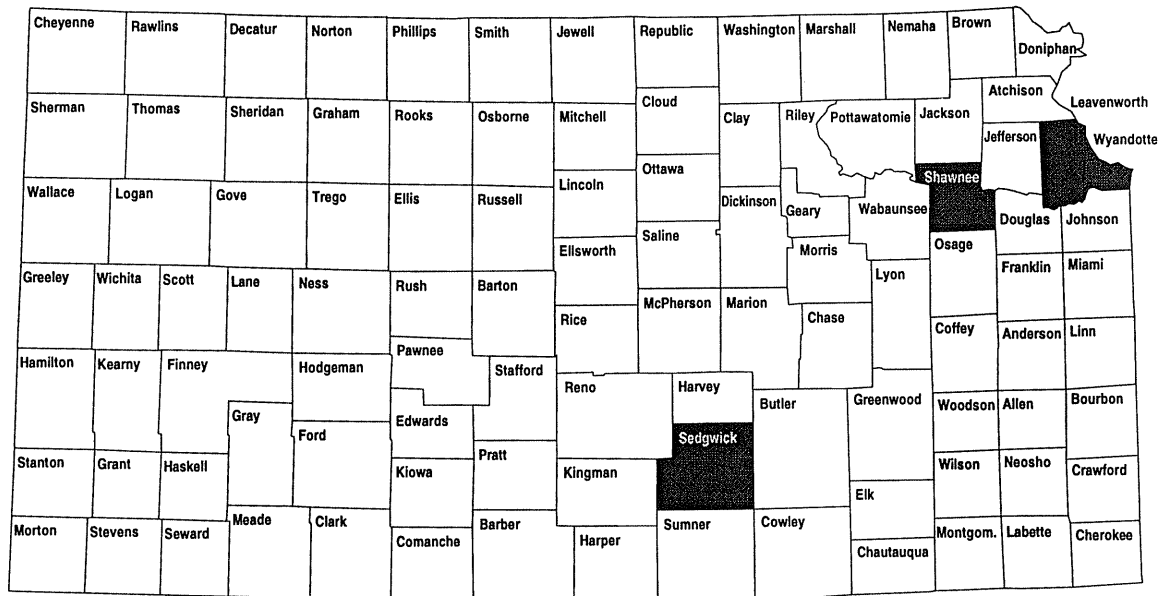 Cheyenne Rawlins Decatur Norton Phillips Smith Jewell Republic Washington Marshall Nemaha Brown
Doniphan
Atchison
Sherman Thomas Sheridan Graham Rooks Osborne Mitchell Cloud Clay Riley Pottawatomie Jackson Leavenworth
Jefferson Wyandotte
Ottawa
Shawnee
Wallace Logan Gove Trego Ellis Russell Lincoln Dickinson Geary Wabaunsee Douglas Johnson
Ellsworth Saline Morris Osage
Greeley Wichita Scott Lane Ness Rush Barton Lyon Franklin Miami
Rice McPherson Marion Chase Coffey Anderson Linn
Hamilton Kearny Finney Hodgeman Pawnee Stafford
Reno Harvey Butler Greenwood Woodson Allen Bourbon
Gray Ford Edwards Sedgwick
Stanton Grant Haskell Kiowa Pratt Kingman Wilson Neosho Crawford
Elk
Morton Stevens Seward Meade Clark Comanche Barber Harper Sumner Cowley Chautauqua Montgom. Labette Cherokee